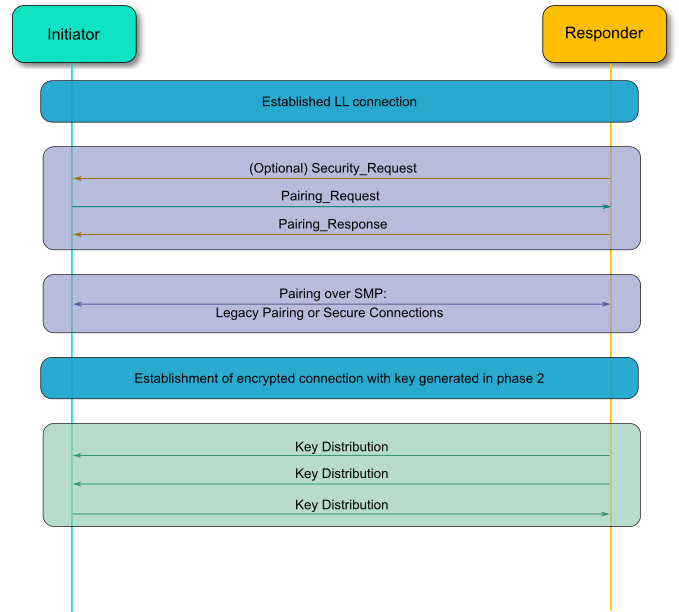 Initiator
Responder
Established LL connection
(Optional) Security_Request
Pairing_Request
Pairing_Response
Pairing over SMP:
Legacy Pairing or Secure Connections
Establishment of encrypted connection with key generated in phase 2
Key Distribution
Key Distribution
Key Distribution